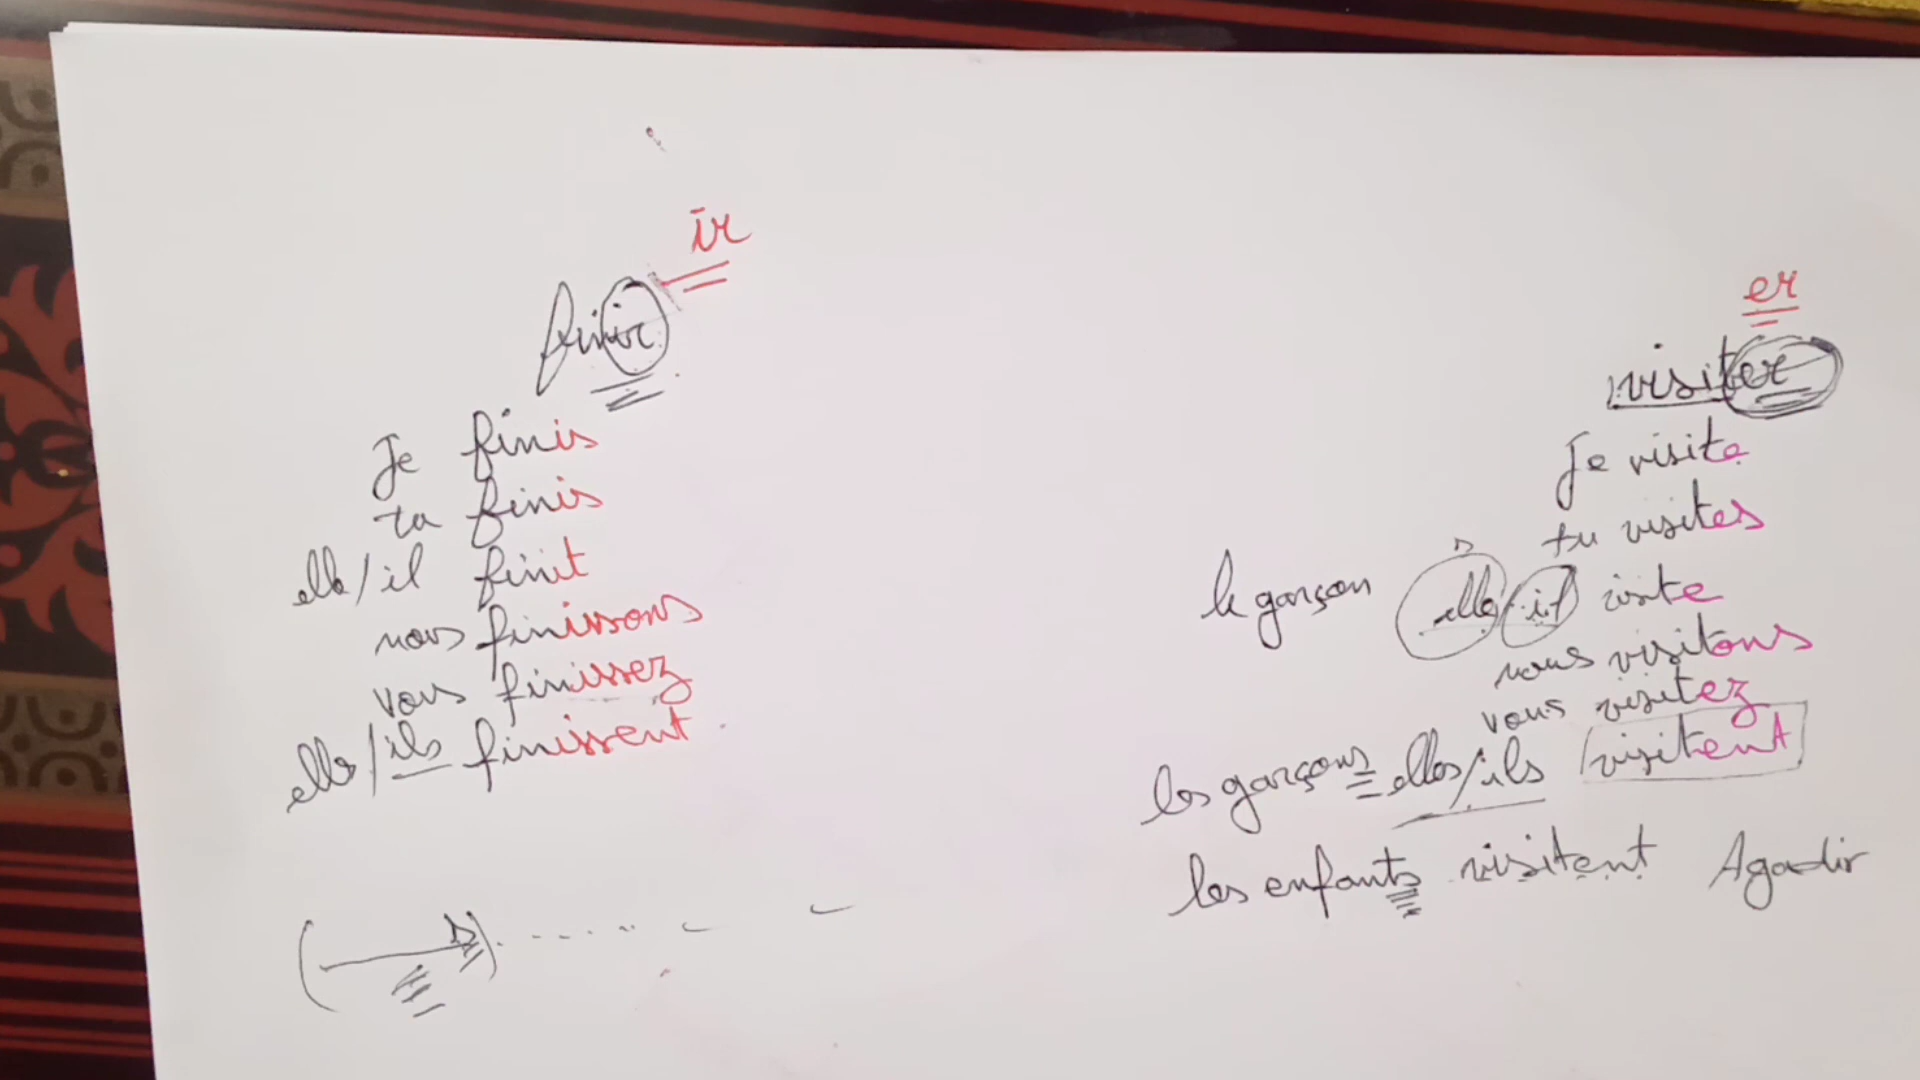 ir
finir
Je finis
tu finis
elle/il finit
nous finissons
vous finissez
elle/ils finissent
er
visiter
Je visite
tu visites
le garçon elle/il visite
nous visitons
vous visitez
les garçons = elles/ils visitent
les enfants visitent Agadir